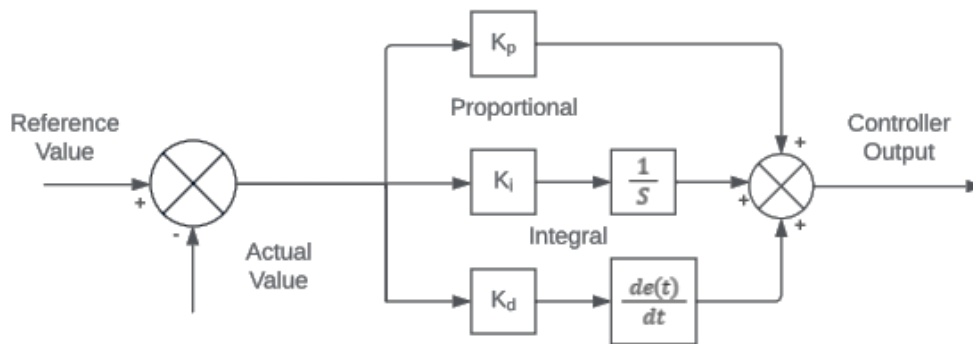 Kp
Proportional
Reference
Value
+
-
Actual
Value
Ki
1
S
Integral
Kd
de(t)
dt
+
+
+
Controller
Output